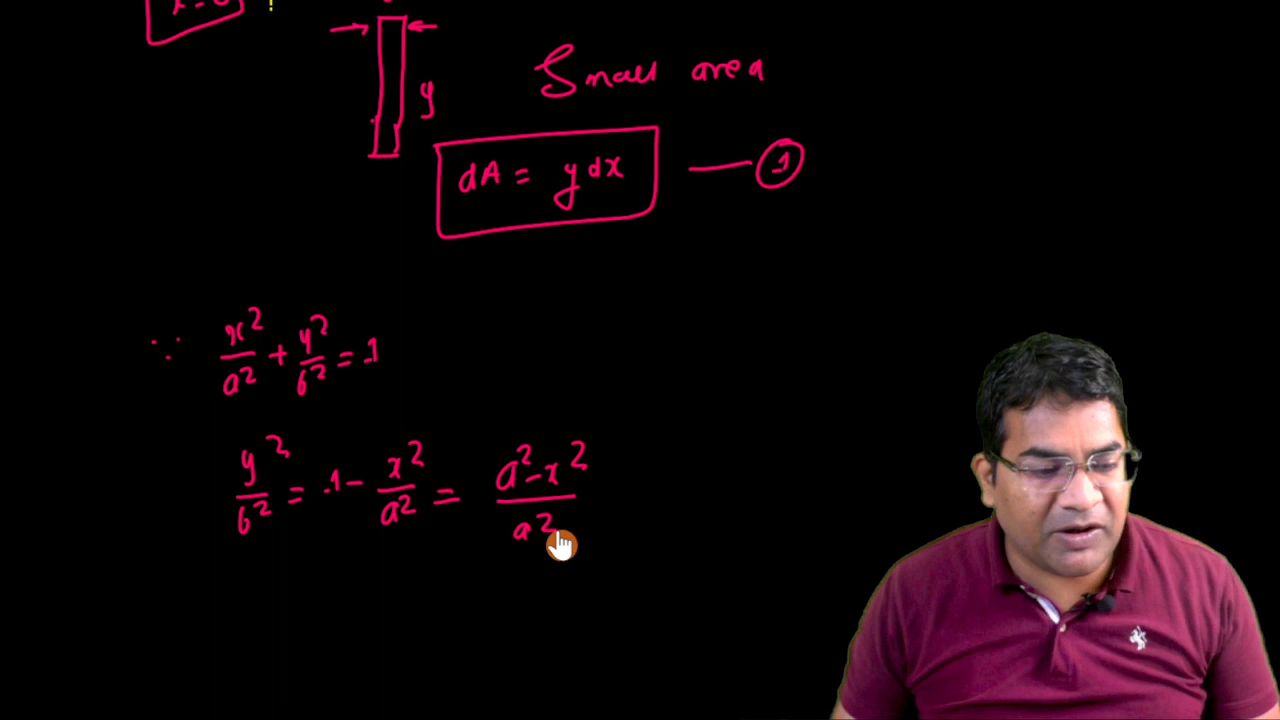 y
Small area
dA = y dx —— ①
∵ x²/a² + y²/b² = 1
y²/b² = 1 - x²/a² = a²-x²/a²